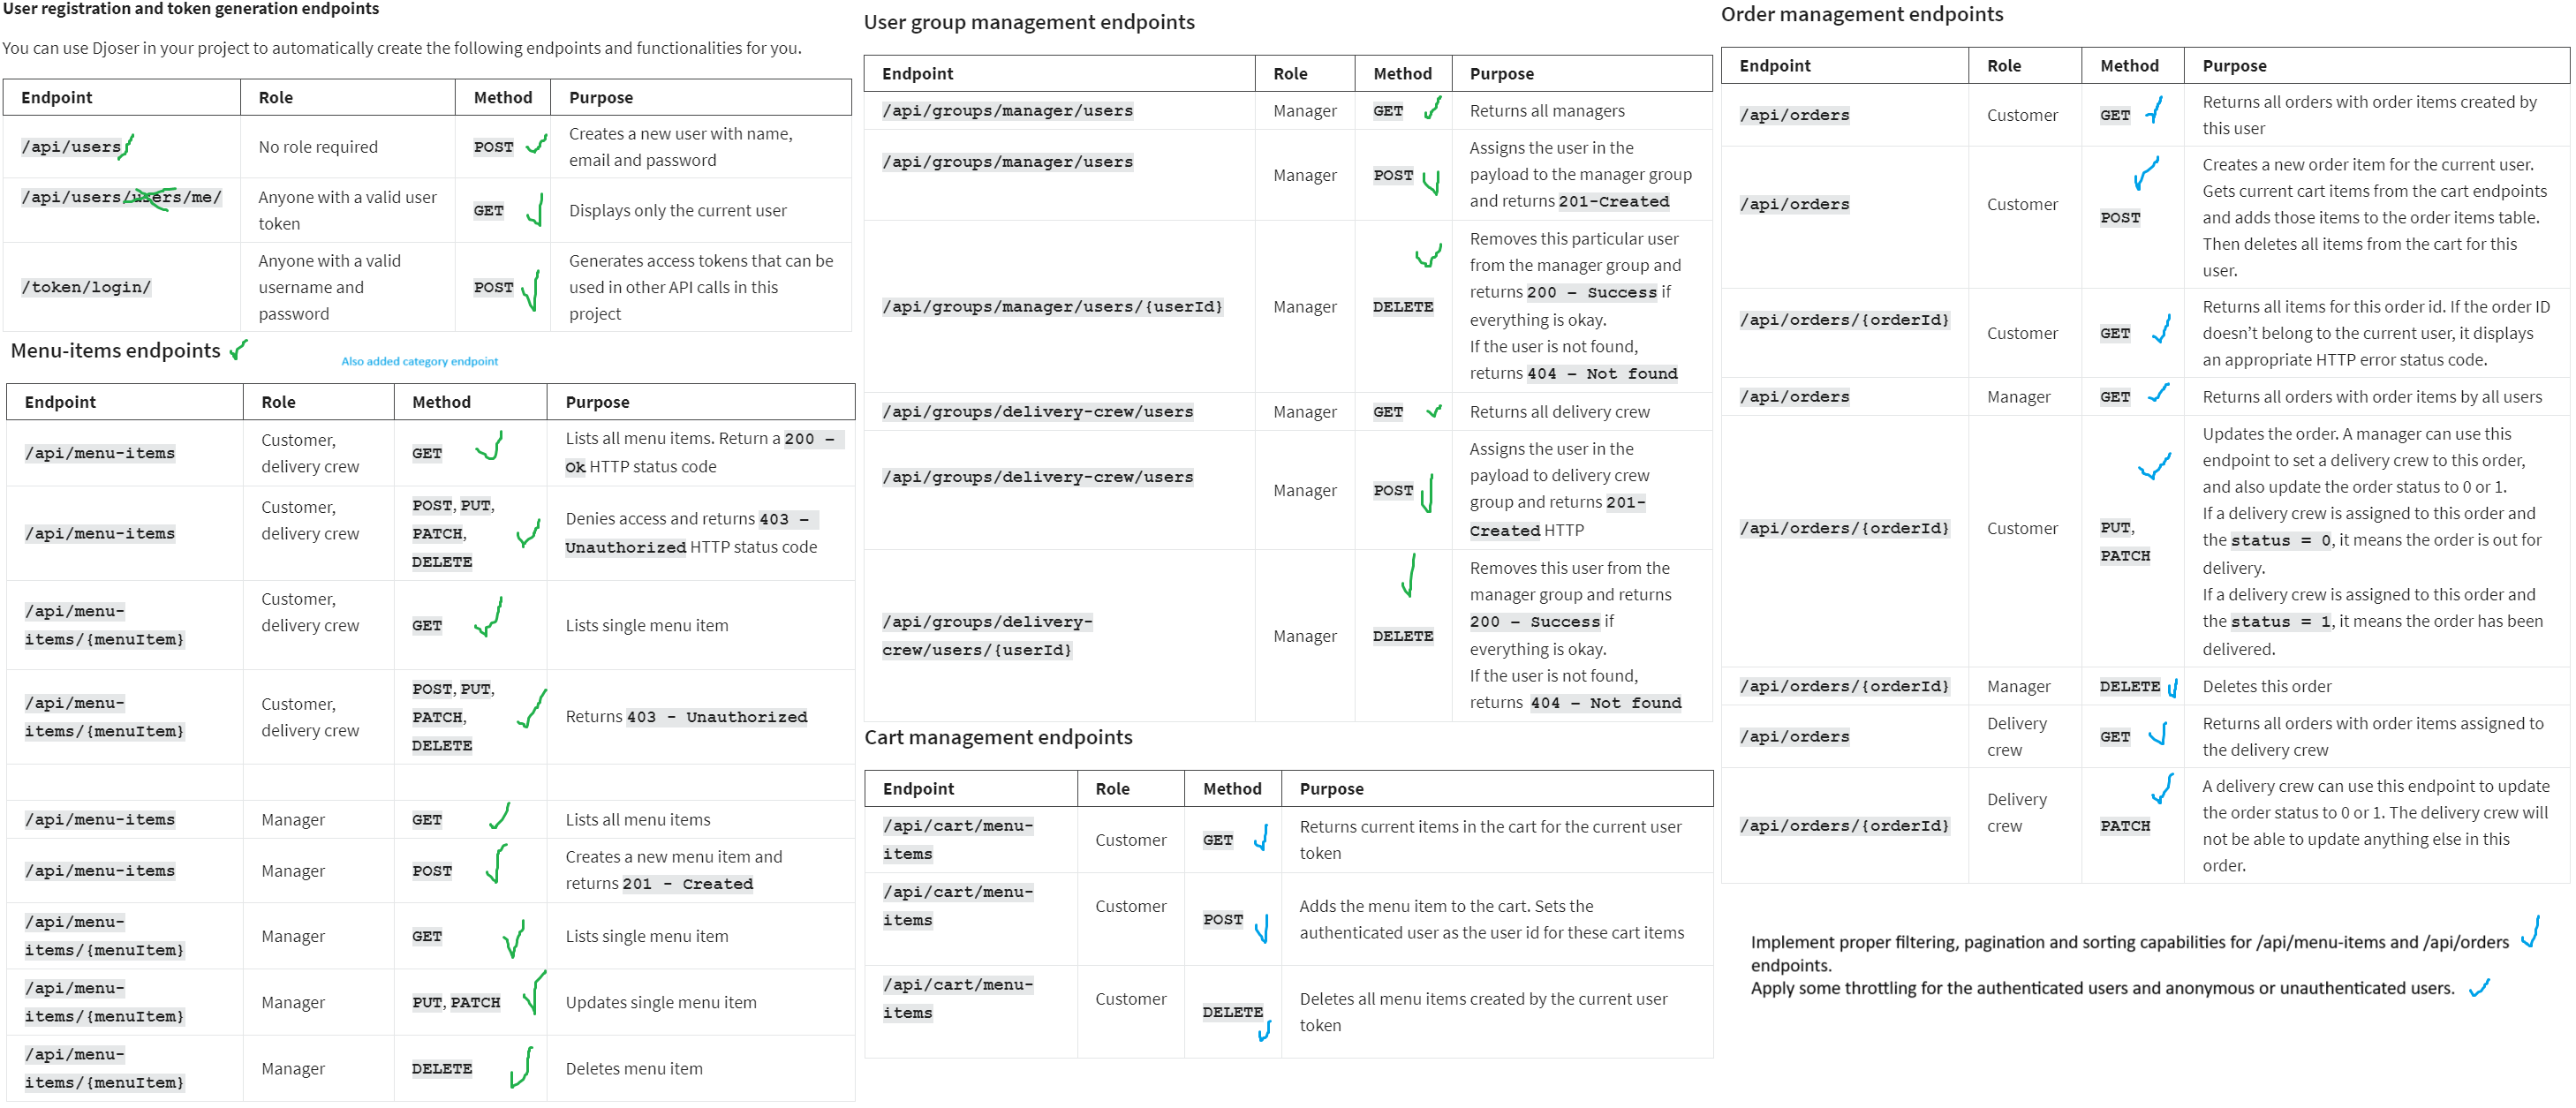 User registration and token generation endpoints
You can use Djoser in your project to automatically create the following endpoints and functionalities for you.
Endpoint Role Method Purpose
/api/users No role required POST Creates a new user with name,
email and password
/api/users/users/me/ Anyone with a valid user
token GET Displays only the current user
/token/login/ Anyone with a valid
username and
password POST Generates access tokens that can be
used in other API calls in this
project
Menu-items endpoints
Also added category endpoint
Endpoint Role Method Purpose
/api/menu-items Customer,
delivery crew GET Lists all menu items. Return a 200 –
Ok HTTP status code
/api/menu-items Customer,
delivery crew POST, PUT,
PATCH,
DELETE Denies access and returns 403 –
Unauthorized HTTP status code
/api/menu-
items/{menuItem} Customer,
delivery crew GET Lists single menu item
/api/menu-
items/{menuItem} Customer,
delivery crew POST, PUT,
PATCH,
DELETE Returns 403 - Unauthorized
/api/menu-items Manager GET Lists all menu items
/api/menu-items Manager POST Creates a new menu item and
returns 201 - Created
/api/menu-
items/{menuItem} Manager GET Lists single menu item
/api/menu-
items/{menuItem} Manager PUT, PATCH Updates single menu item
/api/menu-
items/{menuItem} Manager DELETE Deletes menu item
User group management endpoints
Endpoint Role Method Purpose
/api/groups/manager/users Manager GET Returns all managers
/api/groups/manager/users Manager POST Assigns the user in the
payload to the manager group
and returns 201-Created
/api/groups/manager/users/{userId} Manager DELETE Removes this particular user
from the manager group and
returns 200 – Success if
everything is okay.
If the user is not found,
returns 404 – Not found
/api/groups/delivery-crew/users Manager GET Returns all delivery crew
/api/groups/delivery-crew/users Manager POST Assigns the user in the
payload to delivery crew
group and returns 201-
Created HTTP
/api/groups/delivery-
crew/users/{userId} Manager DELETE Removes this user from the
manager group and returns
200 – Success if
everything is okay.
If the user is not found,
returns 404 – Not found
Cart management endpoints
Endpoint Role Method Purpose
/api/cart/menu-
items Customer GET Returns current items in the cart for the current user
token
/api/cart/menu-
items Customer POST Adds the menu item to the cart. Sets the
authenticated user as the user id for these cart items
/api/cart/menu-
items Customer DELETE Deletes all menu items created by the current user
token
Order management endpoints
Endpoint Role Method Purpose
/api/orders Customer GET Returns all orders with order items created by
this user
/api/orders Customer POST Creates a new order item for the current user.
Gets current cart items from the cart endpoints
and adds those items to the order items table.
Then deletes all items from the cart for this
user.
/api/orders/{orderId} Customer GET Returns all items for this order id. If the order ID
doesn’t belong to the current user, it displays
an appropriate HTTP error status code.
/api/orders Manager GET Returns all orders with order items by all users
/api/orders/{orderId} Customer PUT,
PATCH Updates the order. A manager can use this
endpoint to set a delivery crew to this order,
and also update the order status to 0 or 1.
If a delivery crew is assigned to this order and
the status = 0, it means the order is out for
delivery.
If a delivery crew is assigned to this order and
the status = 1, it means the order has been
delivered.
/api/orders/{orderId} Manager DELETE Deletes this order
/api/orders Delivery
crew GET Returns all orders with order items assigned to
the delivery crew
/api/orders/{orderId} Delivery
crew PATCH A delivery crew can use this endpoint to update
the order status to 0 or 1. The delivery crew will
not be able to update anything else in this
order.
Implement proper filtering, pagination and sorting capabilities for /api/menu-items and /api/orders
endpoints.
Apply some throttling for the authenticated users and anonymous or unauthenticated users.